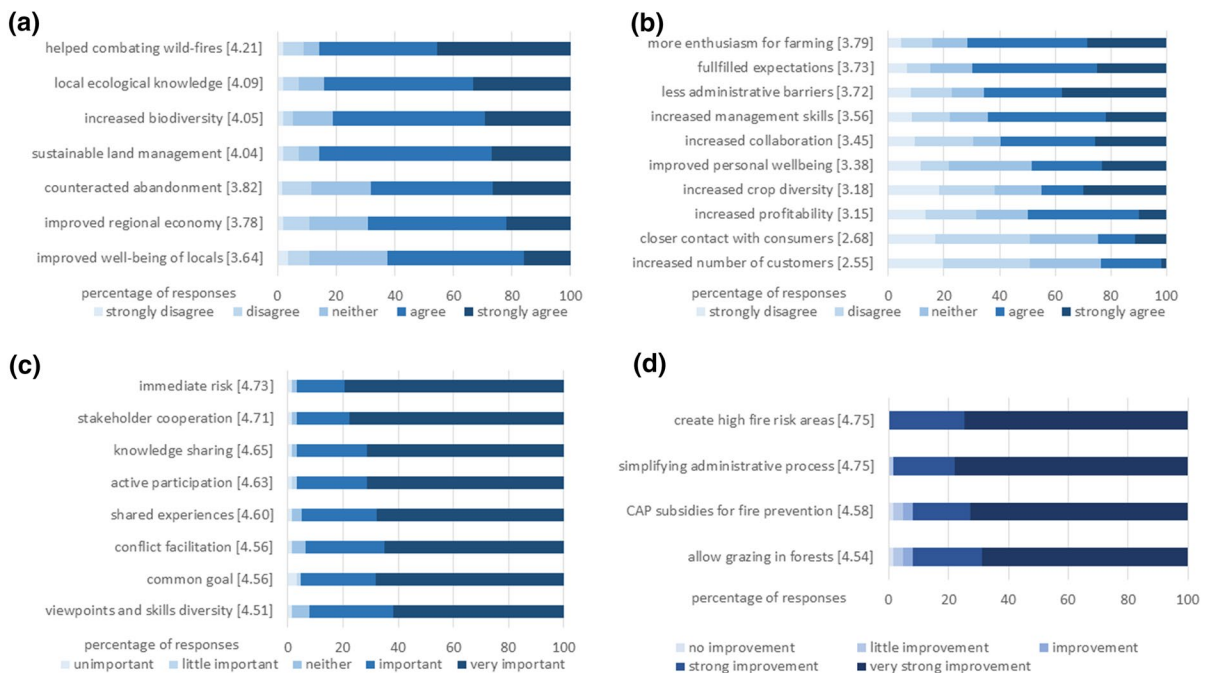 (a)
helped combating wild-fires [4.21]
local ecological knowledge [4.09]
increased biodiversity [4.05]
sustainable land management [4.04]
counteracted abandonment [3.82]
improved regional economy [3.78]
improved well-being of locals [3.64]
percentage of responses 0 20 40 60 80 100
strongly disagree disagree neither agree strongly agree
(b)
more enthusiasm for farming [3.79]
fullfilled expectations [3.73]
less administrative barriers [3.72]
increased management skills [3.56]
increased collaboration [3.45]
improved personal wellbeing [3.38]
increased crop diversity [3.18]
increased profitability [3.15]
closer contact with consumers [2.68]
increased number of customers [2.55]
percentage of responses 0 20 40 60 80 100
strongly disagree disagree neither agree strongly agree
(c)
immediate risk [4.73]
stakeholder cooperation [4.71]
knowledge sharing [4.65]
active participation [4.63]
shared experiences [4.60]
conflict facilitation [4.56]
common goal [4.56]
viewpoints and skills diversity [4.51]
percentage of responses 0 20 40 60 80 100
unimportant little important neither important very important
(d)
create high fire risk areas [4.75]
simplifying administrative process [4.75]
CAP subsidies for fire prevention [4.58]
allow grazing in forests [4.54]
percentage of responses 0 20 40 60 80 100
no improvement little improvement improvement
strong improvement very strong improvement